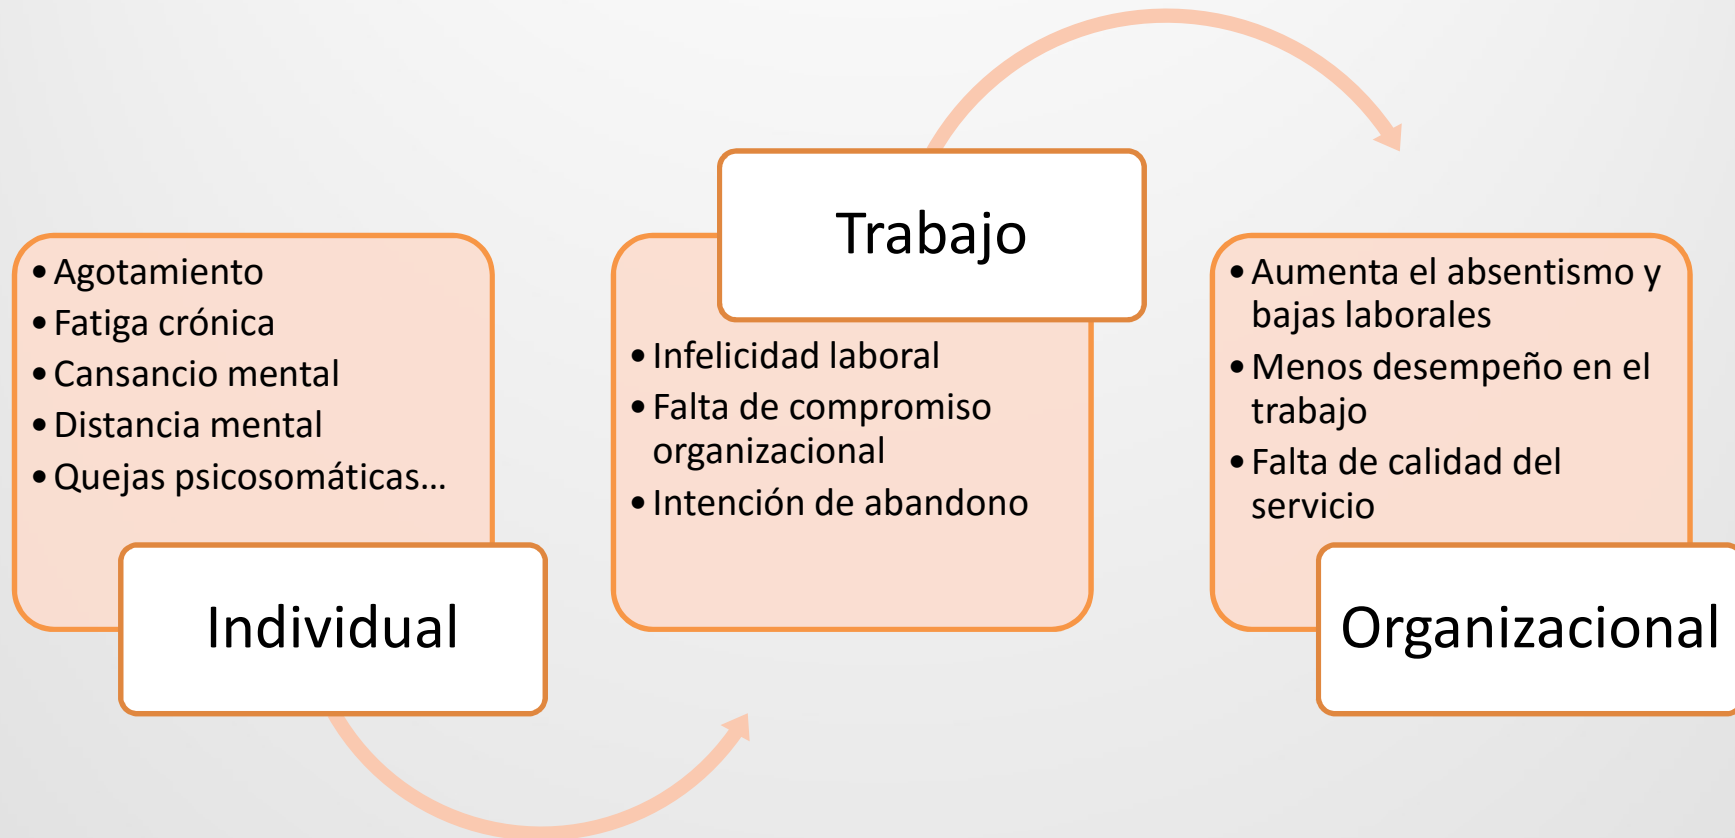 • Agotamiento
• Fatiga crónica
• Cansancio mental
• Distancia mental
• Quejas psicosomáticas...
Individual
Trabajo
• Infelicidad laboral
• Falta de compromiso
organizacional
• Intención de abandono
• Aumenta el absentismo y
bajas laborales
• Menos desempeño en el
trabajo
• Falta de calidad del
servicio
Organizacional